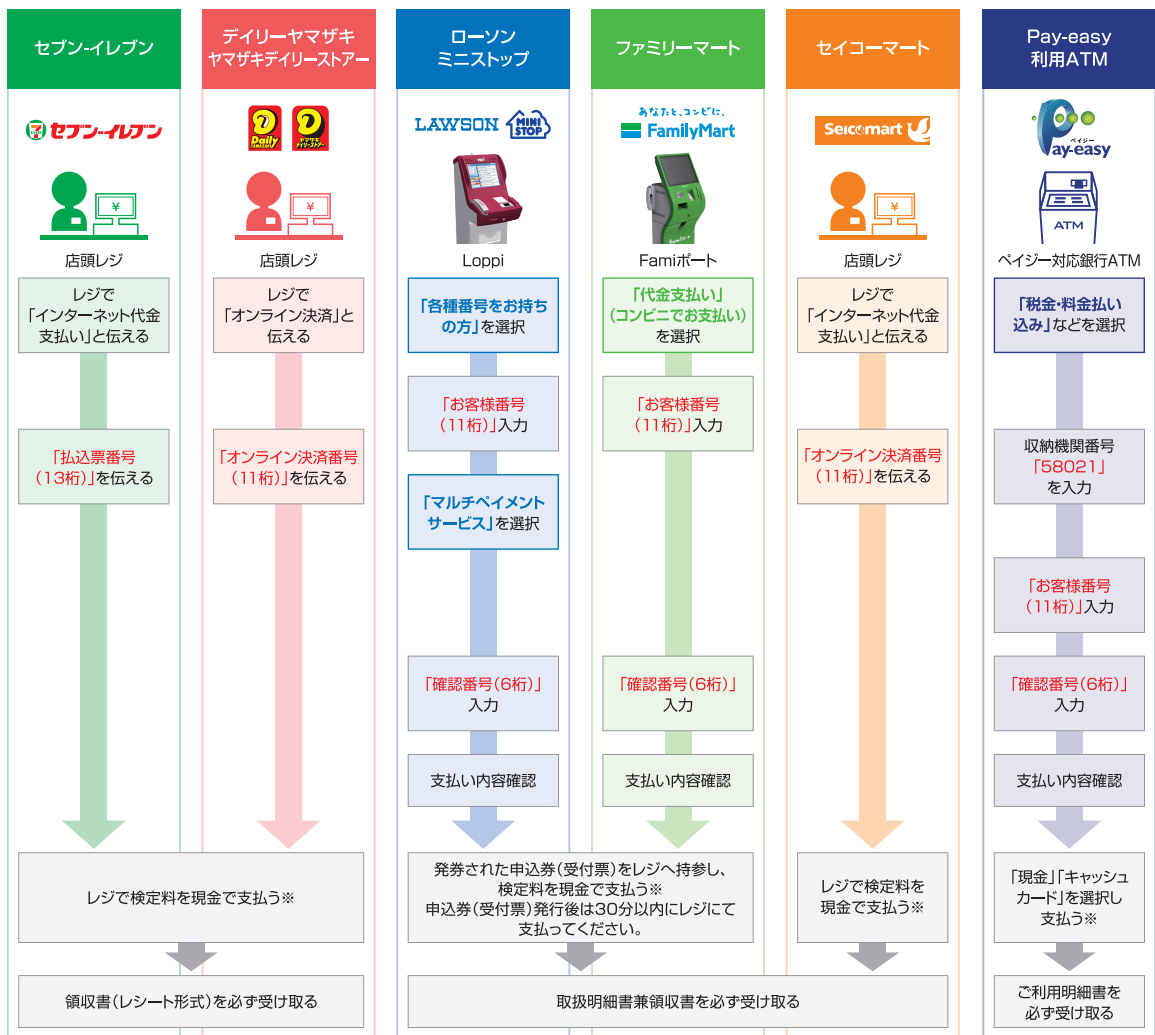 セブン-イレブン
デイリーヤマザキ
ヤマザキデイリーストアー
ローソン
ミニストップ
ファミリーマート
セイコーマート
Pay-easy
利用ATM
セブン-イレブン
Daily
YAMAZAKI
ヤマザキ
デイリーストアー
LAWSON
MINI
STOP
あなたと、コンビに、
FamilyMart
Seicomart
ペイジー
Pay-easy
¥
¥
¥
ATM
店頭レジ
店頭レジ
Loppi
Famiポート
店頭レジ
ペイジー対応銀行ATM
レジで
「インターネット代金
支払い」と伝える
レジで
「オンライン決済」と
伝える
「各種番号をお持ち
の方」を選択
「代金支払い」
(コンビニでお支払い)
を選択
レジで
「インターネット代金
支払い」と伝える
「税金・料金払い
込み」などを選択
「お客様番号
(11桁)」入力
「お客様番号
(11桁)」入力
「払込票番号
(13桁)」を伝える
「オンライン決済番号
(11桁)」を伝える
「マルチペイメント
サービス」を選択
「オンライン決済番号
(11桁)」を伝える
収納機関番号
「58021」
を入力
「お客様番号
(11桁)」入力
「確認番号(6桁)」
入力
「確認番号(6桁)」
入力
「確認番号(6桁)」
入力
支払い内容確認
支払い内容確認
支払い内容確認
レジで検定料を現金で支払う※
発券された申込券(受付票)をレジへ持参し、
検定料を現金で支払う※
申込券(受付票)発行後は30分以内にレジにて
支払ってください。
レジで検定料を
現金で支払う※
「現金」「キャッシュ
カード」を選択し
支払う※
領収書(レシート形式)を必ず受け取る
取扱明細書兼領収書を必ず受け取る
ご利用明細書を
必ず受け取る